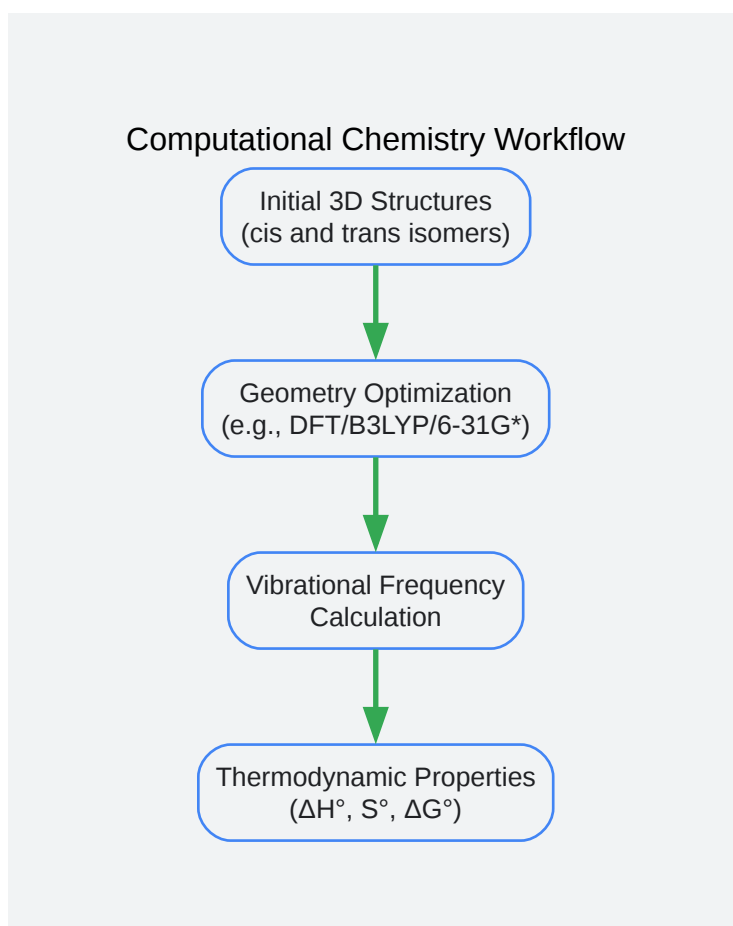 Computational Chemistry Workflow
Initial 3D Structures
(cis and trans isomers)
Geometry Optimization
(e.g., DFT/B3LYP/6-31G*)
Vibrational Frequency
Calculation
Thermodynamic Properties
(ΔH°, S°, ΔG°)